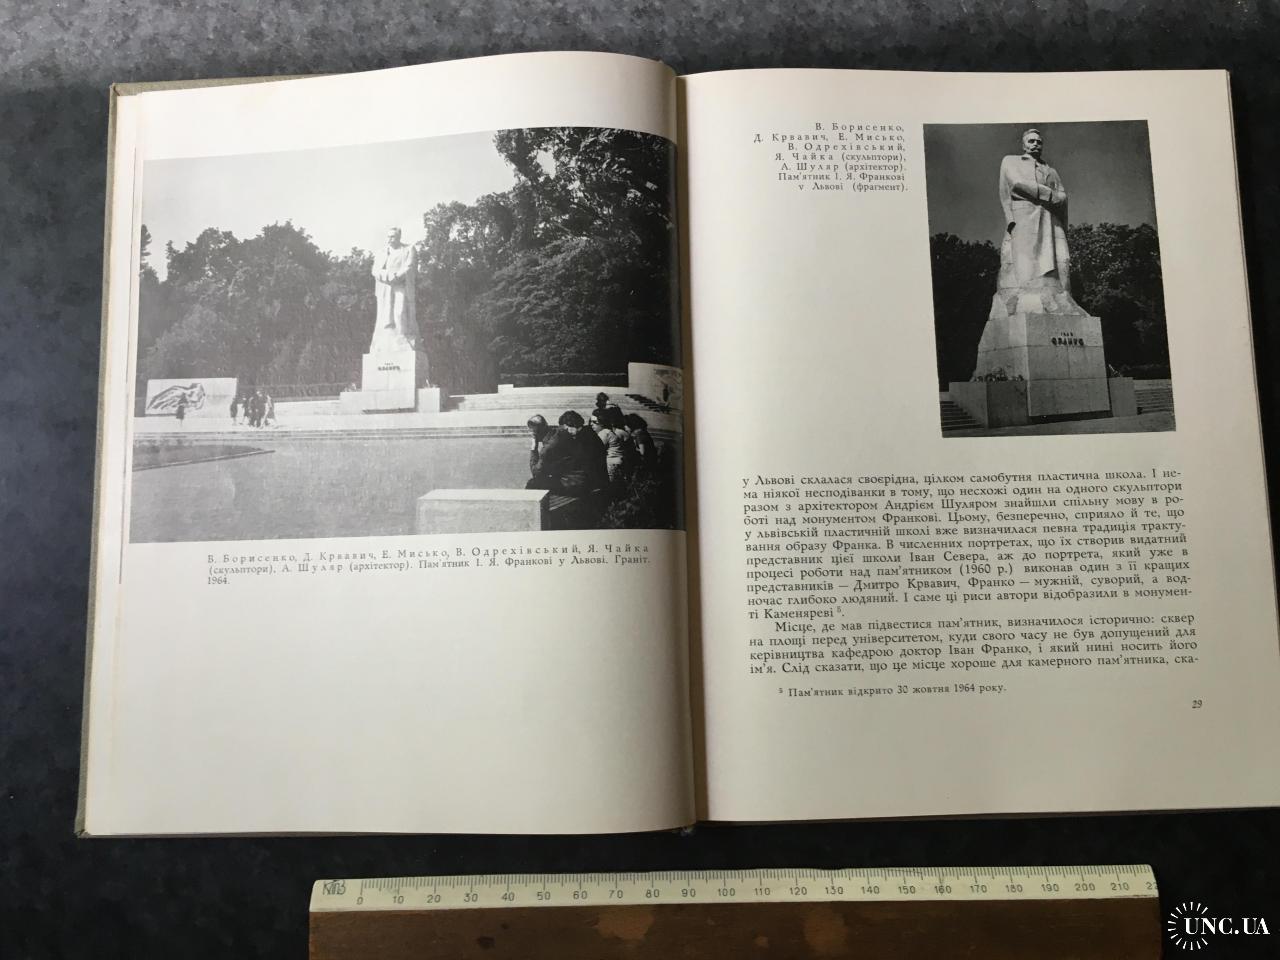 В. Борисенко, Д. Крвавич, Е. Мисько, В. Одрехівський, Я. Чайка
(скульптори), А. Шуляр (архітектор). Пам'ятник І. Я. Франкові у Львові. Граніт.
1964.
В. Борисенко,
Д. Крвавич, Е. Мисько,
В. Одрехівський,
Я. Чайка (скульптори),
А. Шуляр (архітектор).
Пам'ятник І. Я. Франкові
у Львові (фрагмент).
ФРАНКО
у Львові склалася своєрідна, цілком самобутня пластична школа. І не-
ма ніякої несподіванки в тому, що несхожі один на одного скульптори
разом з архітектором Андрієм Шуляром знайшли спільну мову в ро-
боті над монументом Франкові. Цьому, безперечно, сприяло й те, що
у львівській пластичній школі вже визначилася певна традиція тракту-
вання образу Франка. В численних портретах, що їх створив видатний
представник цієї школи Іван Севера, аж до портрета, який уже в
процесі роботи над пам'ятником (1960 р.) виконав один з її кращих
представників — Дмитро Крвавич, Франко — мужній, суворий, а вод-
ночас глибоко людяний. І саме ці риси автори відобразили в монумен-
ті Каменяреві ⁵.
Місце, де мав підвестися пам'ятник, визначилося історично: сквер
на площі перед університетом, куди свого часу не був допущений для
керівництва кафедрою доктор Іван Франко, і який нині носить його
ім'я. Слід сказати, що це місце хороше для камерного пам'ятника, ска-
⁵ Пам'ятник відкрито 30 жовтня 1964 року.
29
0 10 20 30 40 50 60 70 80 90 100 110 120 130 140 150 160 170 180 190 200 210
UNC.UA